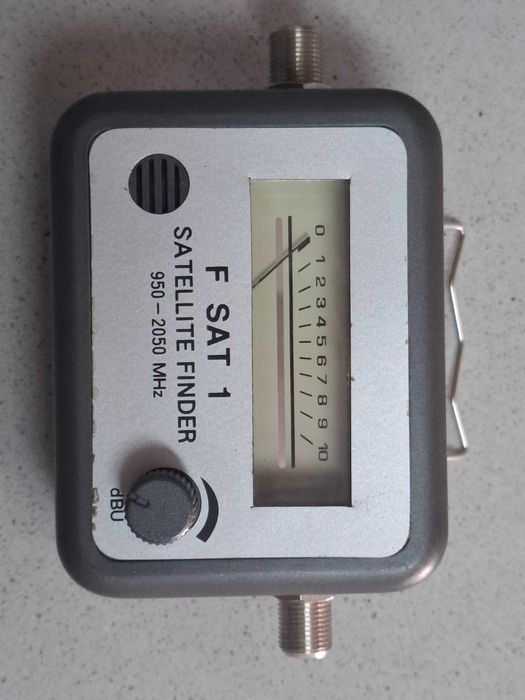 0 1 2 3 4 5 6 7 8 9 10
F SAT 1
SATELLITE FINDER
950 – 2050 MHz
dBU